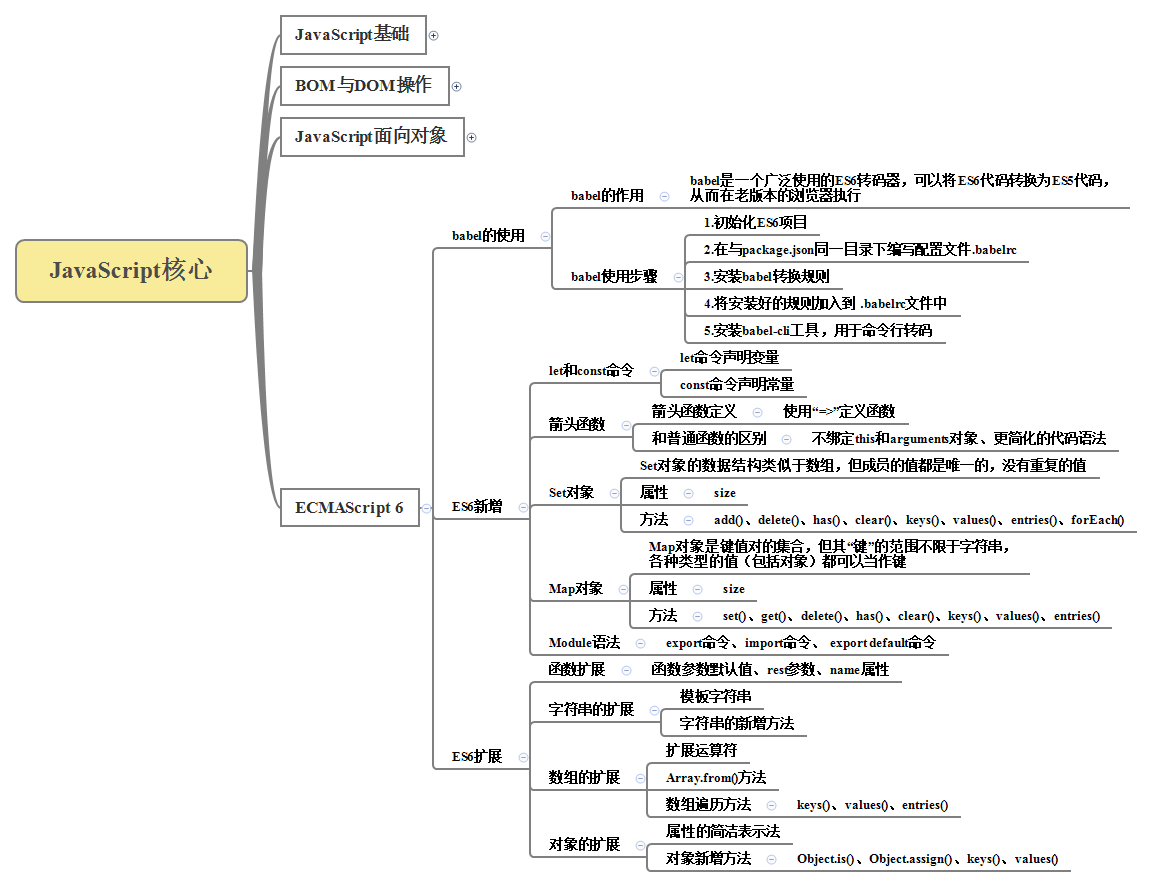 JavaScript基础
BOM与DOM操作
JavaScript面向对象
JavaScript核心
ECMAScript 6
babel的使用
babel的作用
babel是一个广泛使用的ES6转码器，可以将ES6代码转换为ES5代码，
从而在老版本的浏览器执行
babel使用步骤
1.初始化ES6项目
2.在与package.json同一目录下编写配置文件.babelrc
3.安装babel转换规则
4.将安装好的规则加入到 .babelrc文件中
5.安装babel-cli工具，用于命令行转码
ES6新增
let和const命令
let命令声明变量
const命令声明常量
箭头函数
箭头函数定义
使用“=>”定义函数
和普通函数的区别
不绑定this和arguments对象、更简化的代码语法
Set对象
Set对象的数据结构类似于数组，但成员的值都是唯一的，没有重复的值
属性
size
方法
add()、delete()、has()、clear()、keys()、values()、entries()、forEach()
Map对象
Map对象是键值对的集合，但其“键”的范围不限于字符串，
各种类型的值（包括对象）都可以当作键
属性
size
方法
set()、get()、delete()、has()、clear()、keys()、values()、entries()
Module语法
export命令、import命令、 export default命令
ES6扩展
函数扩展
函数参数默认值、rest参数、name属性
字符串的扩展
模板字符串
字符串的新增方法
数组的扩展
扩展运算符
Array.from()方法
数组遍历方法
keys()、values()、entries()
对象的扩展
属性的简洁表示法
对象新增方法
Object.is()、Object.assign()、keys()、values()